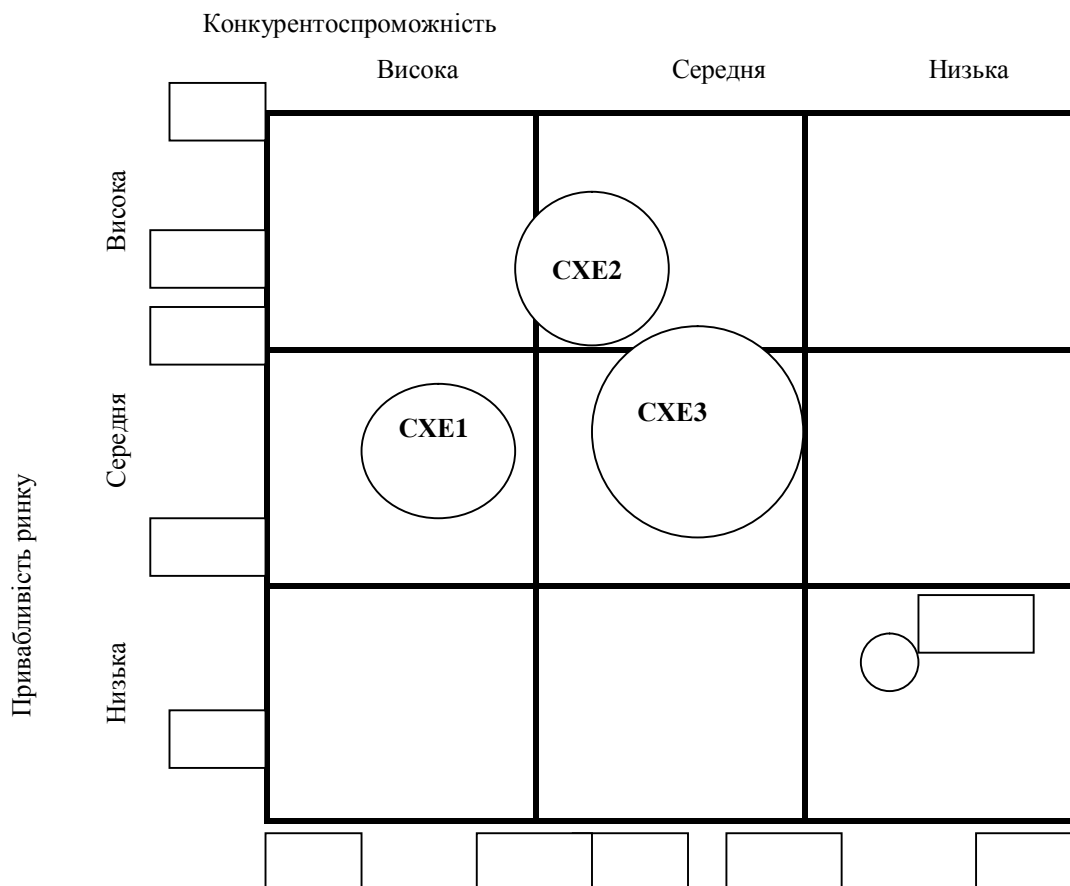 Конкурентоспроможність
Висока
Середня
Низька
Висока
СХЕ2
СХЕ3
СХЕ1
Середня
Привабливість ринку
Низька